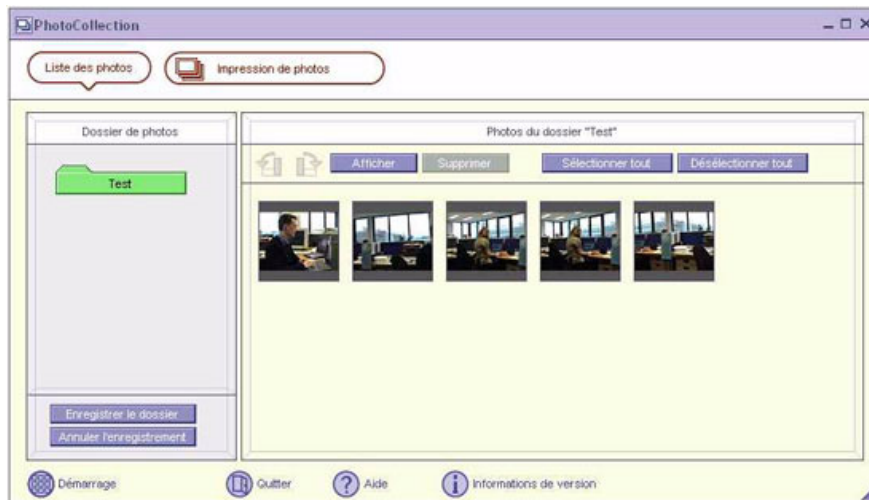 PhotoCollection
Liste des photos
Impression de photos
Dossier de photos
Photos du dossier "Test"
Afficher
Supprimer
Sélectionner tout
Désélectionner tout
Test
Enregistrer le dossier
Annuler l'enregistrement
Démarrage
Quitter
Aide
Informations de version